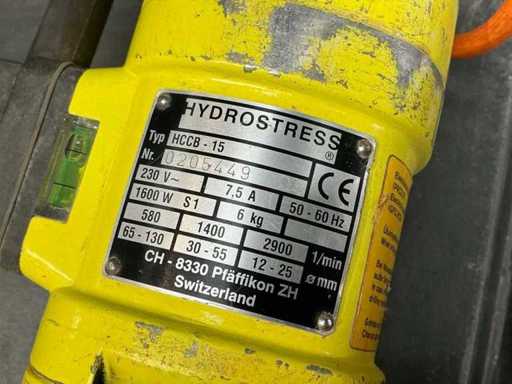 HYDROSTRESS ®
Typ HCCB - 15
Nr. 0205449
230 V~ 7.5 A 50 - 60 Hz
1600 W S1 6 kg
580 1400 2900 1/min
65 - 130 30 - 55 12 - 25 ø mm
CH - 8330 Pfäffikon ZH
Switzerland
CE